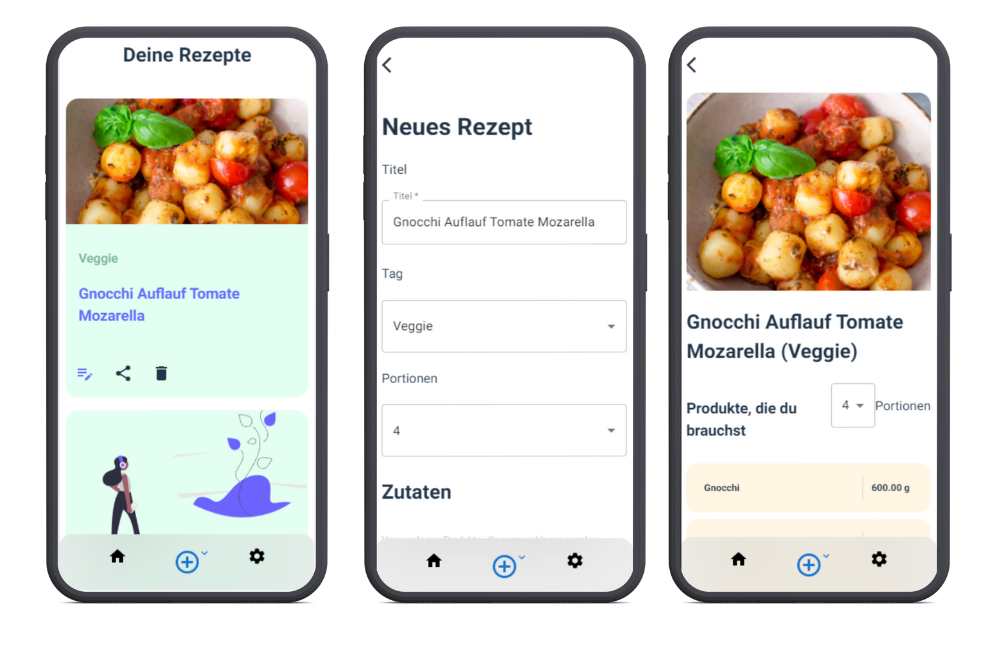 Deine Rezepte
Veggie
Gnocchi Auflauf Tomate
Mozarella
Neues Rezept
Titel
Titel *
Gnocchi Auflauf Tomate Mozarella
Tag
Veggie
Portionen
4
Zutaten
Gnocchi Auflauf Tomate
Mozarella (Veggie)
Produkte, die du
brauchst
4
Portionen
Gnocchi
600.00 g